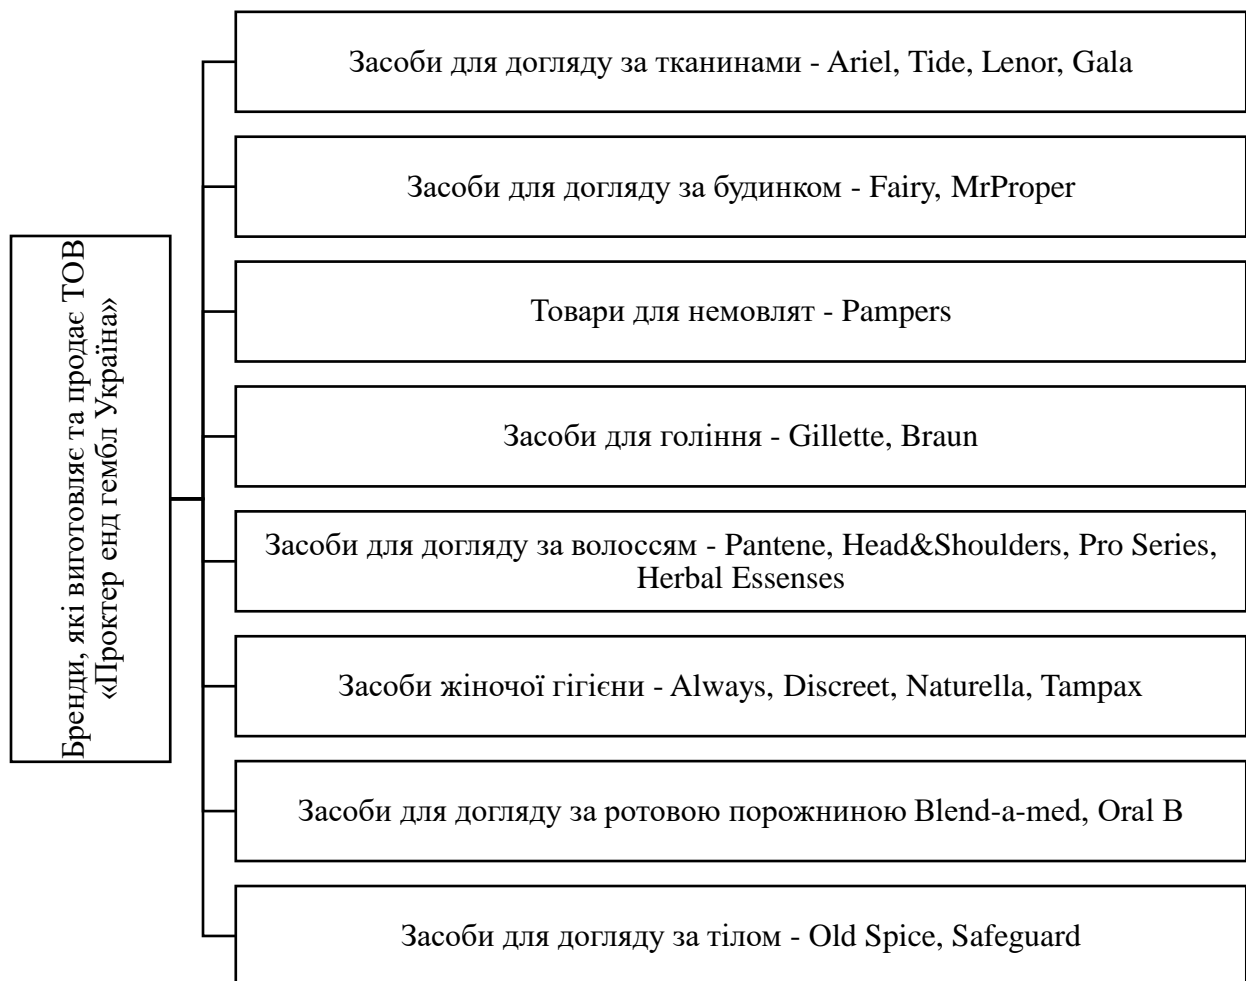 Бренди, які виготовляє та продає ТОВ
«Проктер енд гембл Україна»
Засоби для догляду за тканинами - Ariel, Tide, Lenor, Gala
Засоби для догляду за будинком - Fairy, MrProper
Товари для немовлят - Pampers
Засоби для гоління - Gillette, Braun
Засоби для догляду за волоссям - Pantene, Head&Shoulders, Pro Series,
Herbal Essenses
Засоби жіночої гігієни - Always, Discreet, Naturella, Tampax
Засоби для догляду за ротовою порожниною Blend-a-med, Oral B
Засоби для догляду за тілом - Old Spice, Safeguard